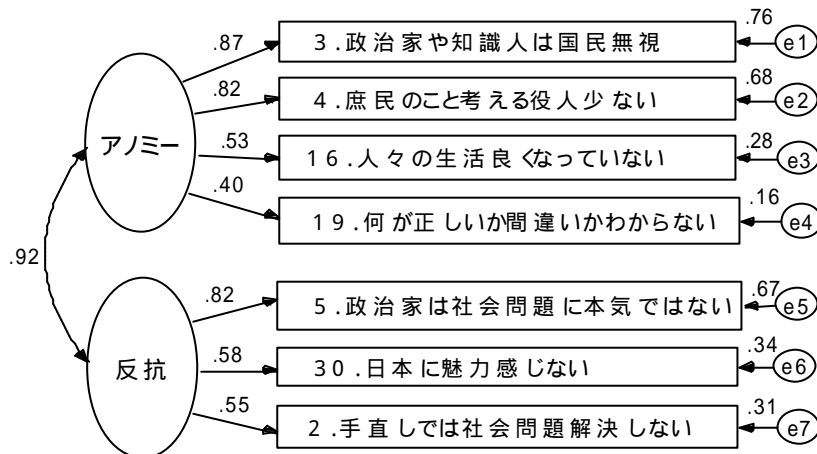 .76
.87
3.政治家や知識人は国民無視
e1
.68
.82
4.庶民のこと考える役人少ない
e2
アノミー
.28
.53
16.人々の生活良くなっていない
e3
.40
.16
19.何が正しいか間違いかわからない
e4
.92
.67
.82
5.政治家は社会問題に本気ではない
e5
.34
.58
反抗
30.日本に魅力感じない
e6
.31
.55
2.手直しでは社会問題解決しない
e7